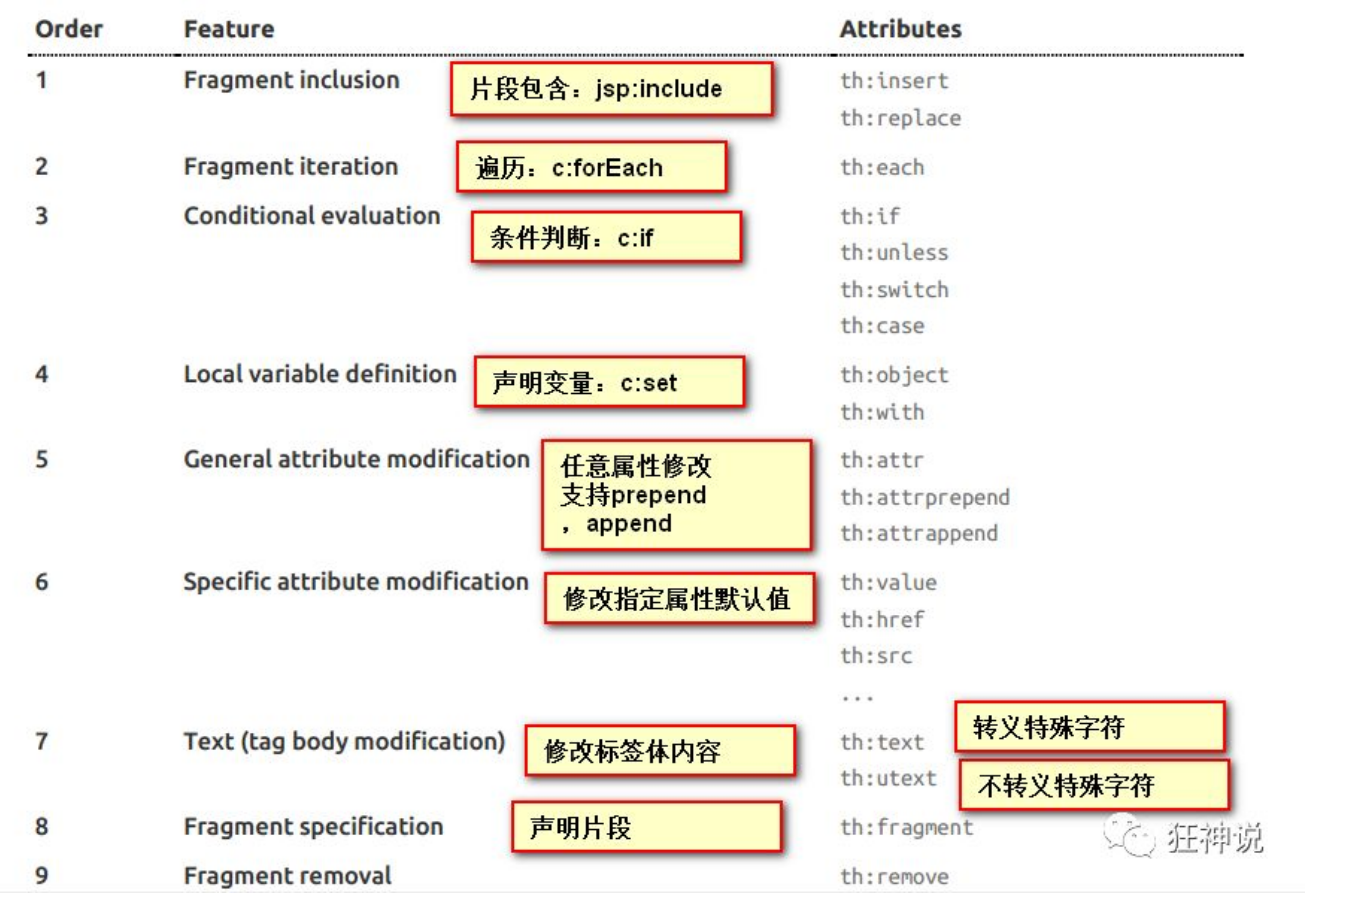 Order Feature Attributes
1 Fragment inclusion 片段包含：jsp:include th:insert
th:replace
2 Fragment iteration 遍历：c:forEach th:each
3 Conditional evaluation 条件判断：c:if th:if
th:unless
th:switch
th:case
4 Local variable definition 声明变量：c:set th:object
th:with
5 General attribute modification 任意属性修改 th:attr
支持prepend th:attrprepend
，append th:attrappend
6 Specific attribute modification 修改指定属性默认值 th:value
th:href
th:src
...
7 Text (tag body modification) 修改标签体内容 th:text 转义特殊字符
th:utext 不转义特殊字符
8 Fragment specification 声明片段 th:fragment
狂神说
9 Fragment removal th:remove